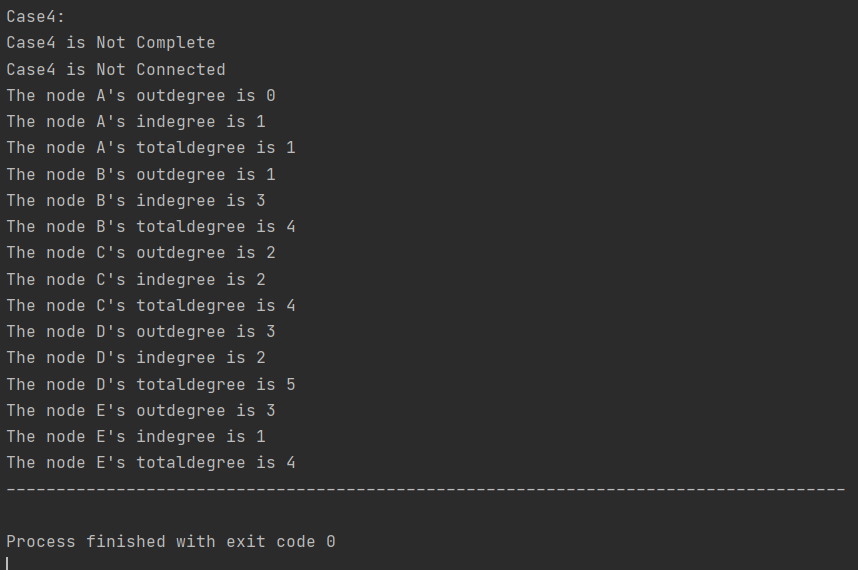 Case4:
Case4 is Not Complete
Case4 is Not Connected
The node A's outdegree is 0
The node A's indegree is 1
The node A's totaldegree is 1
The node B's outdegree is 1
The node B's indegree is 3
The node B's totaldegree is 4
The node C's outdegree is 2
The node C's indegree is 2
The node C's totaldegree is 4
The node D's outdegree is 3
The node D's indegree is 2
The node D's totaldegree is 5
The node E's outdegree is 3
The node E's indegree is 1
The node E's totaldegree is 4
------------------------------------------------------------------------------------
Process finished with exit code 0